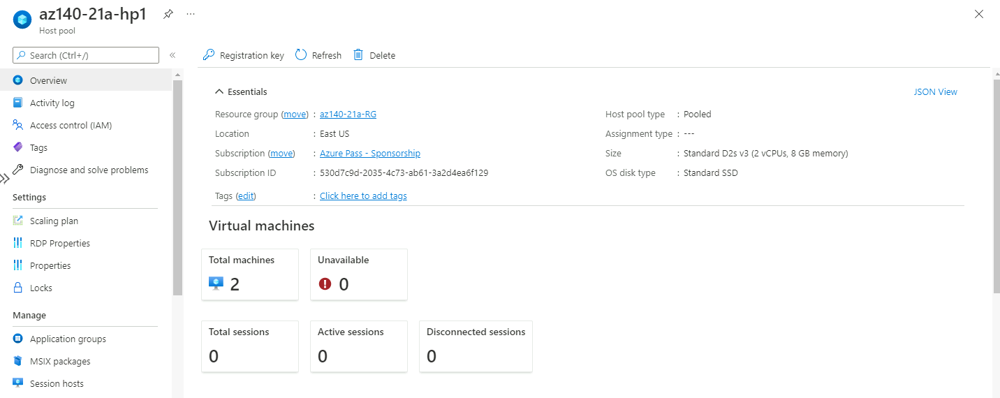 az140-21a-hp1
...
Host pool
Search (Ctrl+/)
«
Overview
Activity log
Access control (IAM)
Tags
Diagnose and solve problems
Settings
Scaling plan
RDP Properties
Properties
Locks
Manage
Application groups
MSIX packages
Session hosts
Registration key
Refresh
Delete
Essentials
JSON View
Resource group (move) : az140-21a-RG
Location : East US
Subscription (move) : Azure Pass - Sponsorship
Subscription ID : 530d7c9d-2035-4c73-ab61-3a2d4ea6f129
Tags (edit) : Click here to add tags
Host pool type : Pooled
Assignment type : ---
Size : Standard D2s v3 (2 vCPUs, 8 GB memory)
OS disk type : Standard SSD
Virtual machines
Total machines
2
Unavailable
0
Total sessions
0
Active sessions
0
Disconnected sessions
0